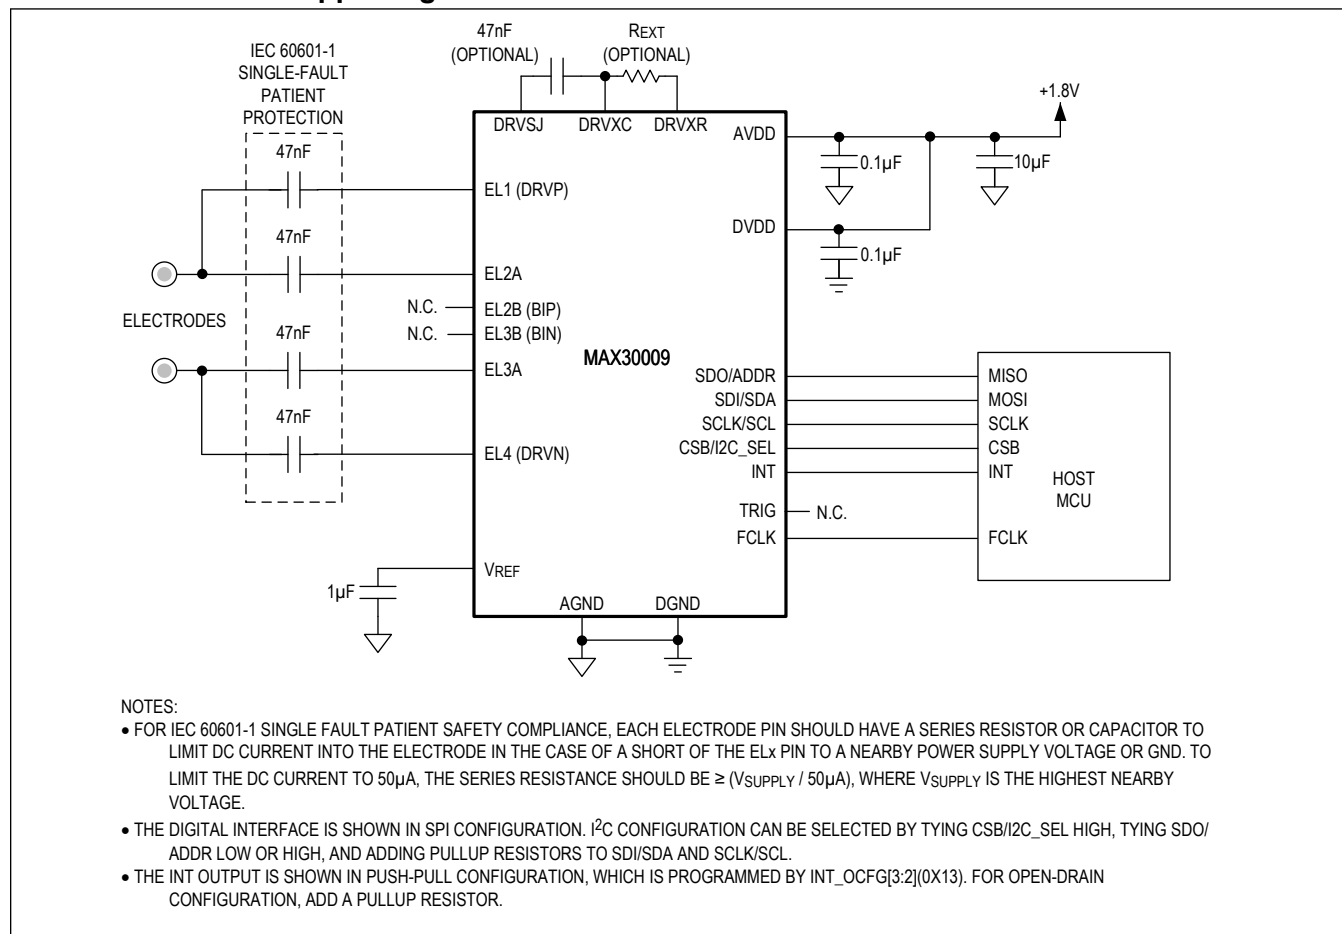 IEC 60601-1
SINGLE-FAULT
PATIENT
PROTECTION
47nF
(OPTIONAL)
REXT
(OPTIONAL)
+1.8V
DRVSJ
DRVXC
DRVXR
AVDD
47nF
0.1µF
10µF
EL1 (DRVP)
DVDD
47nF
0.1µF
EL2A
N.C.
EL2B (BIP)
ELECTRODES
N.C.
EL3B (BIN)
47nF
MAX30009
EL3A
SDO/ADDR
MISO
SDI/SDA
MOSI
47nF
SCLK/SCL
SCLK
CSB/I2C_SEL
CSB
EL4 (DRVN)
INT
INT
HOST
MCU
TRIG
N.C.
FCLK
FCLK
VREF
1µF
AGND
DGND
NOTES:
• FOR IEC 60601-1 SINGLE FAULT PATIENT SAFETY COMPLIANCE, EACH ELECTRODE PIN SHOULD HAVE A SERIES RESISTOR OR CAPACITOR TO
LIMIT DC CURRENT INTO THE ELECTRODE IN THE CASE OF A SHORT OF THE ELx PIN TO A NEARBY POWER SUPPLY VOLTAGE OR GND. TO
LIMIT THE DC CURRENT TO 50µA, THE SERIES RESISTANCE SHOULD BE ≥ (VSUPPLY / 50µA), WHERE VSUPPLY IS THE HIGHEST NEARBY
VOLTAGE.
• THE DIGITAL INTERFACE IS SHOWN IN SPI CONFIGURATION. I²C CONFIGURATION CAN BE SELECTED BY TYING CSB/I2C_SEL HIGH, TYING SDO/
ADDR LOW OR HIGH, AND ADDING PULLUP RESISTORS TO SDI/SDA AND SCLK/SCL.
• THE INT OUTPUT IS SHOWN IN PUSH-PULL CONFIGURATION, WHICH IS PROGRAMMED BY INT_OCFG[3:2](0X13). FOR OPEN-DRAIN
CONFIGURATION, ADD A PULLUP RESISTOR.